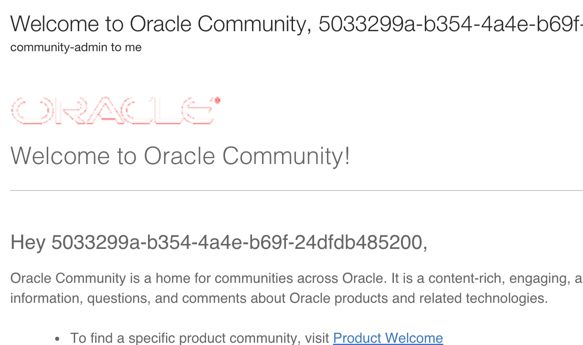 Welcome to Oracle Community, 5033299a-b354-4a4e-b69f-
community-admin to me
ORACLE
Welcome to Oracle Community!
Hey 5033299a-b354-4a4e-b69f-24dfdb485200,
Oracle Community is a home for communities across Oracle. It is a content-rich, engaging, a
information, questions, and comments about Oracle products and related technologies.
• To find a specific product community, visit Product Welcome